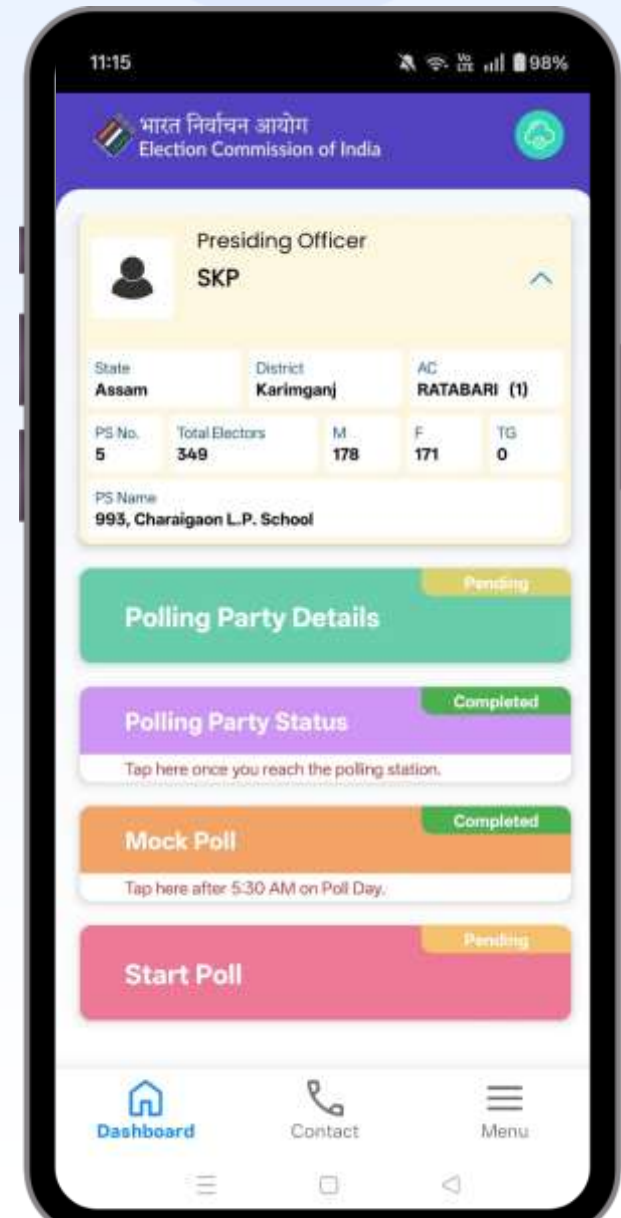 11:15 Vo LTE 98%
भारत निर्वाचन आयोग
Election Commission of India
Presiding Officer
SKP
State District AC
Assam Karimganj RATABARI (1)
PS No. Total Electors M F TG
5 349 178 171 0
PS Name
993, Charaigaon L.P. School
Pending
Polling Party Details
Completed
Polling Party Status
Tap here once you reach the polling station.
Completed
Mock Poll
Tap here after 5:30 AM on Poll Day.
Pending
Start Poll
Dashboard Contact Menu